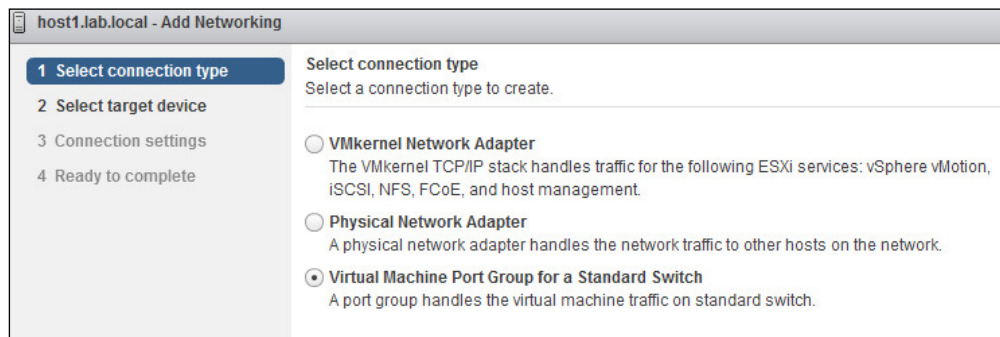 host1.lab.local - Add Networking
1 Select connection type
2 Select target device
3 Connection settings
4 Ready to complete
Select connection type
Select a connection type to create.
VMkernel Network Adapter
The VMkernel TCP/IP stack handles traffic for the following ESXi services: vSphere vMotion,
iSCSI, NFS, FCoE, and host management.
Physical Network Adapter
A physical network adapter handles the network traffic to other hosts on the network.
Virtual Machine Port Group for a Standard Switch
A port group handles the virtual machine traffic on standard switch.